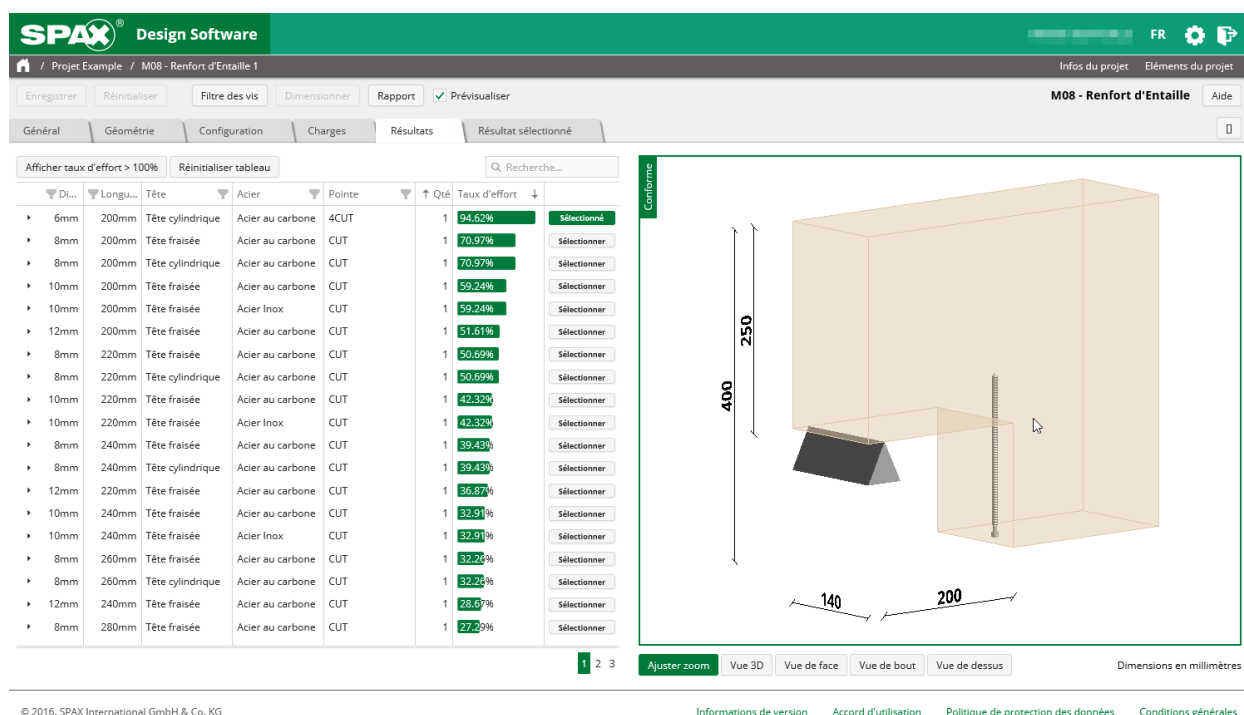 SPAX® Design Software
FR
/ Projet Example / M08 - Renfort d'Entaille 1
Infos du projet Eléments du projet
Enregistrer Réinitialiser Filtre des vis Dimensionner Rapport Prévisualiser
M08 - Renfort d'Entaille Aide
Général Géométrie Configuration Charges Résultats Résultat sélectionné
Afficher taux d'effort > 100% Réinitialiser tableau Recherche...
Di... Longu... Tête Acier Pointe Qté Taux d'effort
6mm 200mm Tête cylindrique Acier au carbone 4CUT 1 94.62% Sélectionné
8mm 200mm Tête fraisée Acier au carbone CUT 1 70.97% Sélectionner
8mm 200mm Tête cylindrique Acier au carbone CUT 1 70.97% Sélectionner
10mm 200mm Tête fraisée Acier au carbone CUT 1 59.24% Sélectionner
10mm 200mm Tête fraisée Acier Inox CUT 1 59.24% Sélectionner
12mm 200mm Tête fraisée Acier au carbone CUT 1 51.61% Sélectionner
8mm 220mm Tête fraisée Acier au carbone CUT 1 50.69% Sélectionner
8mm 220mm Tête cylindrique Acier au carbone CUT 1 50.69% Sélectionner
10mm 220mm Tête fraisée Acier au carbone CUT 1 42.32% Sélectionner
10mm 220mm Tête fraisée Acier Inox CUT 1 42.32% Sélectionner
8mm 240mm Tête fraisée Acier au carbone CUT 1 39.43% Sélectionner
8mm 240mm Tête cylindrique Acier au carbone CUT 1 39.43% Sélectionner
12mm 220mm Tête fraisée Acier au carbone CUT 1 36.87% Sélectionner
10mm 240mm Tête fraisée Acier au carbone CUT 1 32.91% Sélectionner
10mm 240mm Tête fraisée Acier Inox CUT 1 32.91% Sélectionner
8mm 260mm Tête fraisée Acier au carbone CUT 1 32.26% Sélectionner
8mm 260mm Tête cylindrique Acier au carbone CUT 1 32.26% Sélectionner
12mm 240mm Tête fraisée Acier au carbone CUT 1 28.67% Sélectionner
8mm 280mm Tête fraisée Acier au carbone CUT 1 27.29% Sélectionner
1 2 3
Conforme
250
400
140
200
Ajuster zoom Vue 3D Vue de face Vue de bout Vue de dessus Dimensions en millimètres
© 2016, SPAX International GmbH & Co. KG
Informations de version Accord d'utilisation Politique de protection des données Conditions générales